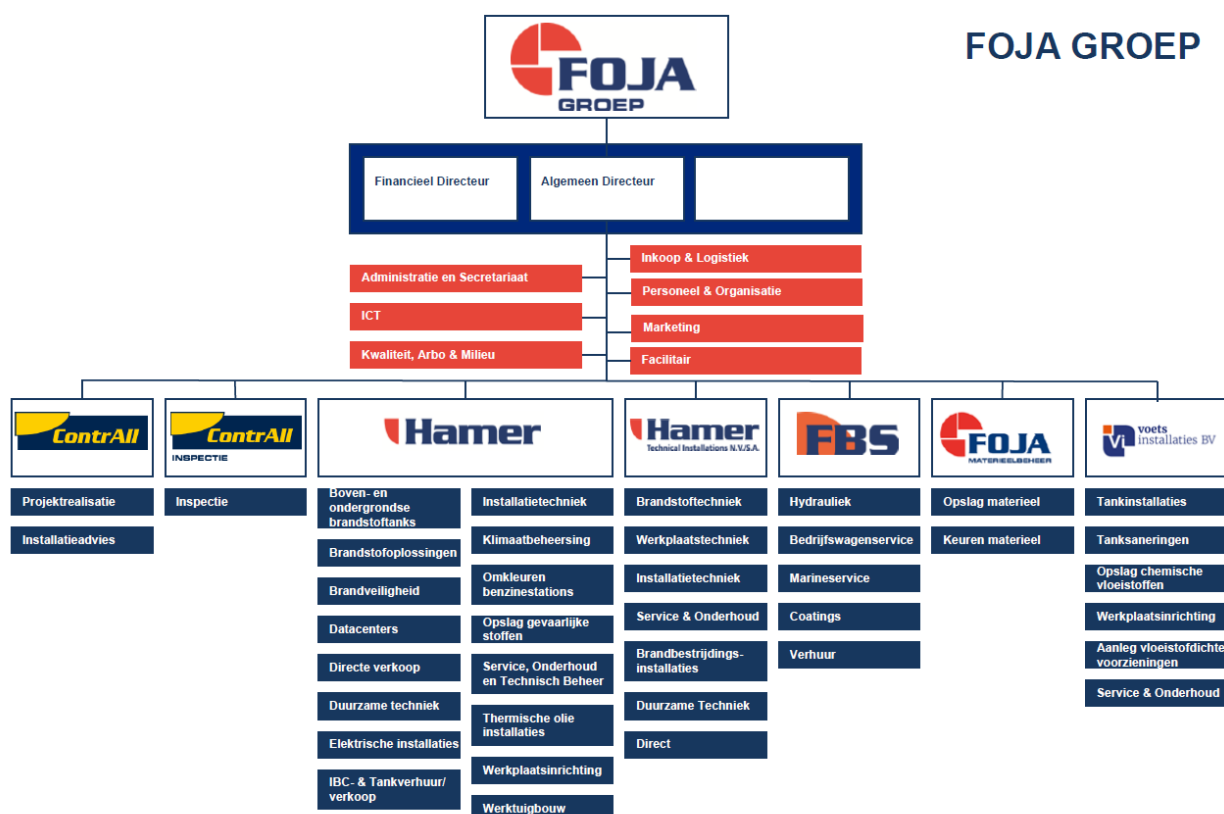 FOJA GROEP
FOJA
GROEP
Financieel Directeur
Algemeen Directeur
Inkoop & Logistiek
Administratie en Secretariaat
Personeel & Organisatie
ICT
Marketing
Kwaliteit, Arbo & Milieu
Facilitair
ContrAll
ContrAll
INSPECTIE
Hamer
Hamer
Technical Installations N.V./S.A.
FBS
FOJA
MATERIEELBEHEER
Vi
voets
installaties BV
Projektrealisatie
Installatieadvies
Inspectie
Boven- en
ondergrondse
brandstoftanks
Brandstofoplossingen
Brandveiligheid
Datacenters
Directe verkoop
Duurzame techniek
Elektrische installaties
IBC- & Tankverhuur/
verkoop
Installatietechniek
Klimaatbeheersing
Omkleuren
benzinestations
Opslag gevaarlijke
stoffen
Service, Onderhoud
en Technisch Beheer
Thermische olie
installaties
Werkplaatsinrichting
Werktuigbouw
Brandstoftechniek
Werkplaatstechniek
Installatietechniek
Service & Onderhoud
Brandbestrijdings-
installaties
Duurzame Techniek
Direct
Hydrauliek
Bedrijfswagenservice
Marineservice
Coatings
Verhuur
Opslag materieel
Keuren materieel
Tankinstallaties
Tanksaneringen
Opslag chemische
vloeistoffen
Werkplaatsinrichting
Aanleg vloeistofdichte
voorzieningen
Service & Onderhoud